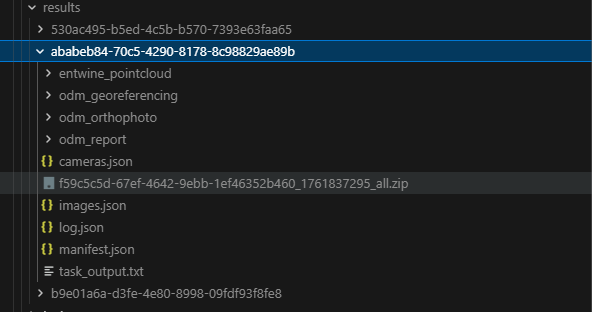 results
530ac495-b5ed-4c5b-b570-7393e63faa65
ababeb84-70c5-4290-8178-8c98829ae89b
entwine_pointcloud
odm_georeferencing
odm_orthophoto
odm_report
{} cameras.json
f59c5c5d-67ef-4642-9ebb-1ef46352b460_1761837295_all.zip
{} images.json
{} log.json
{} manifest.json
task_output.txt
b9e01a6a-d3fe-4e80-8998-09fdf93f8fe8